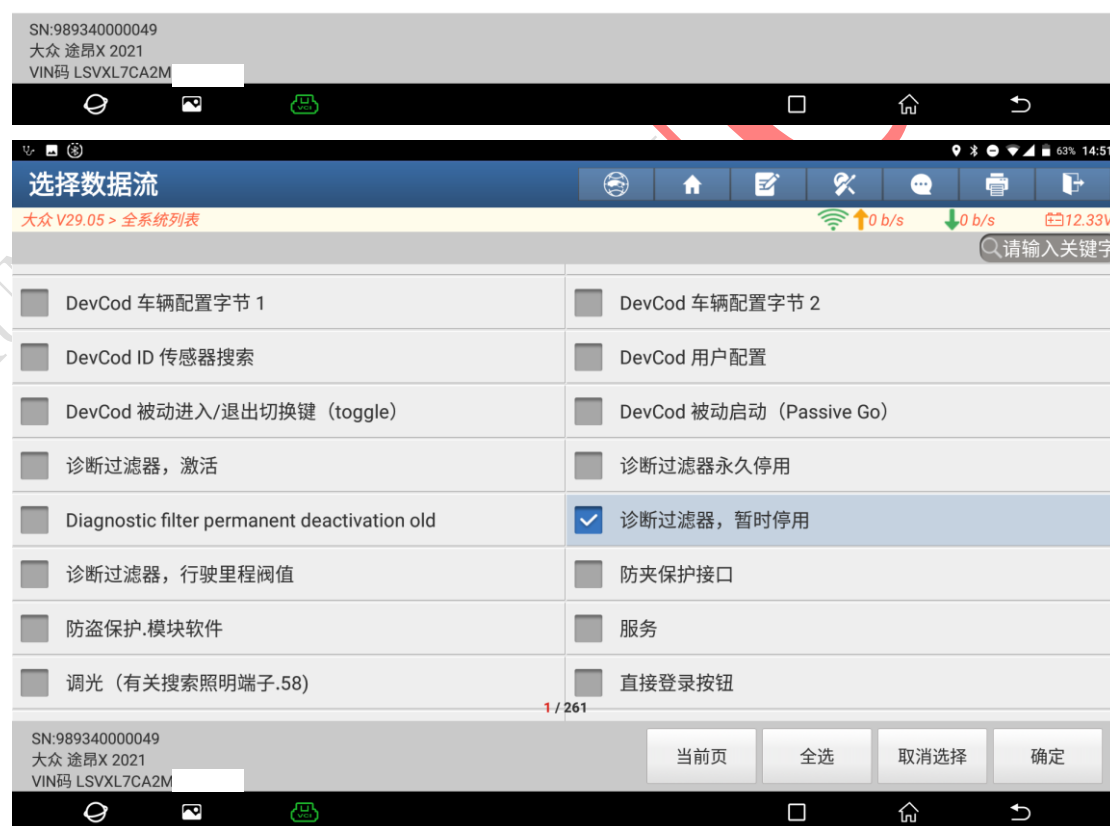 SN:989340000049
大众 途昂X 2021
VIN码 LSVXL7CA2M
63% 14:51
选择数据流
大众 V29.05 > 全系统列表
0 b/s 0 b/s 12.33V
请输入关键字
DevCod 车辆配置字节 1
DevCod 车辆配置字节 2
DevCod ID 传感器搜索
DevCod 用户配置
DevCod 被动进入/退出切换键（toggle）
DevCod 被动启动（Passive Go）
诊断过滤器，激活
诊断过滤器永久停用
Diagnostic filter permanent deactivation old
诊断过滤器，暂时停用
诊断过滤器，行驶里程阀值
防夹保护接口
防盗保护.模块软件
服务
调光（有关搜索照明端子.58)
直接登录按钮
1 / 261
SN:989340000049
大众 途昂X 2021
VIN码 LSVXL7CA2M
当前页 全选 取消选择 确定